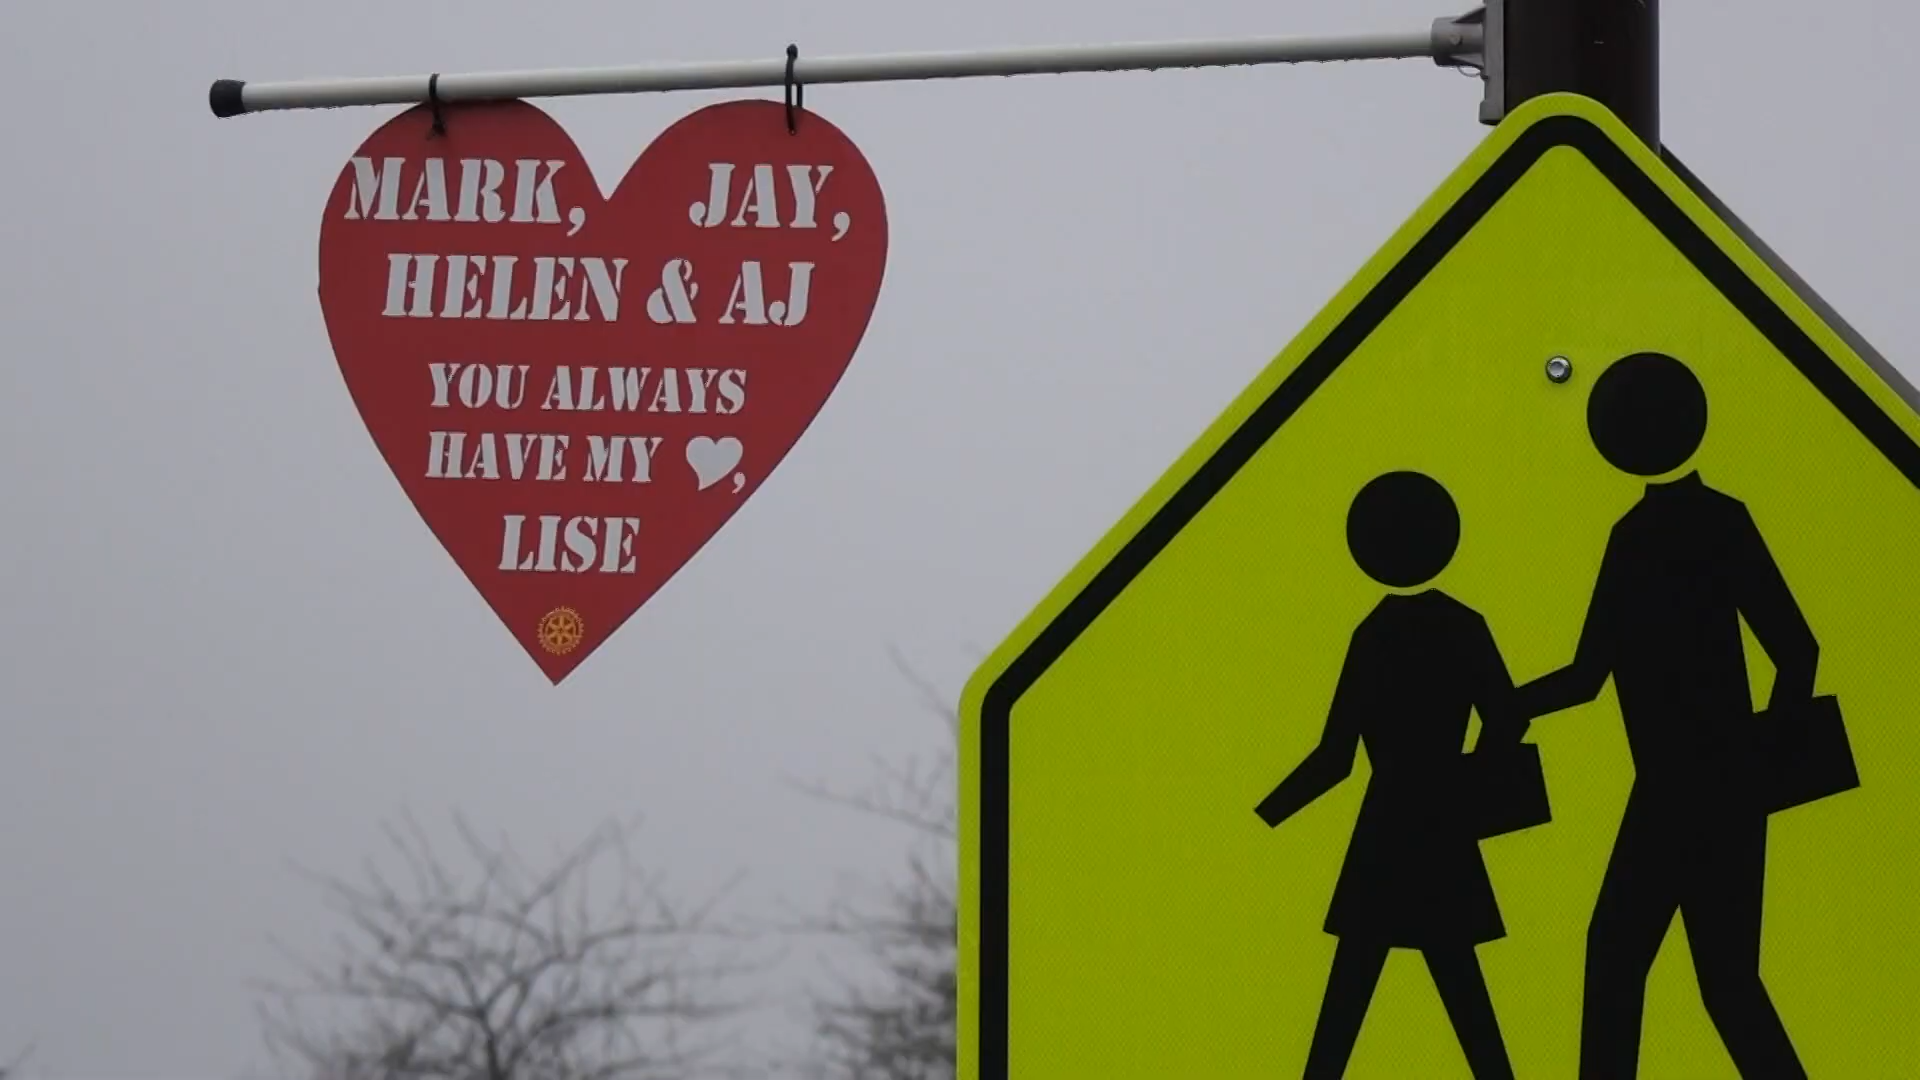 MARK, JAY,
HELEN & AJ
YOU ALWAYS
HAVE MY ♥,
LISE